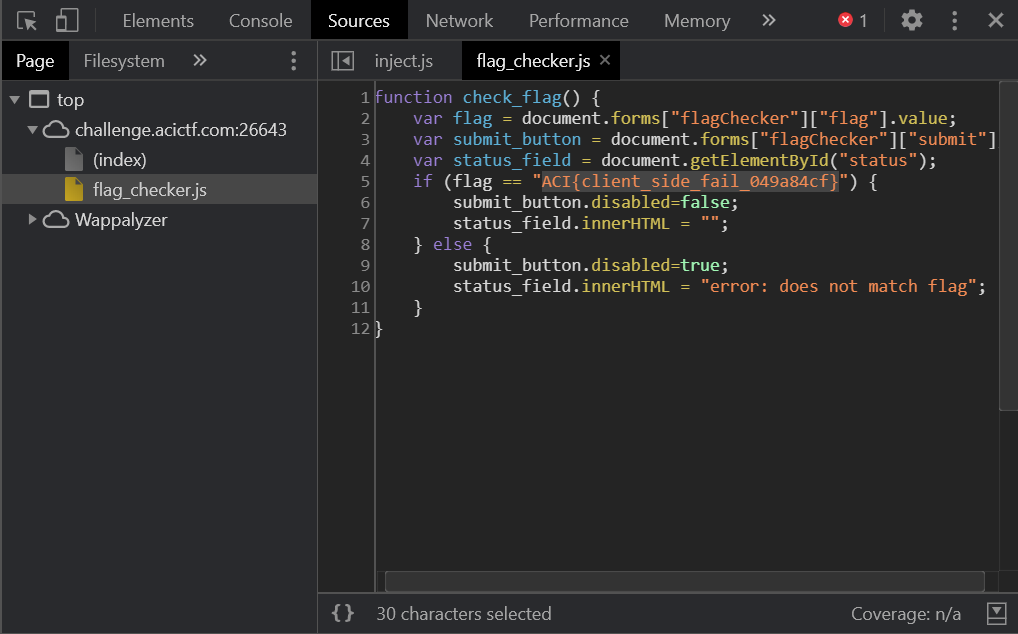 Elements Console Sources Network Performance Memory » 1
Page Filesystem » inject.js flag_checker.js
top
challenge.acictf.com:26643
(index)
flag_checker.js
Wappalyzer
1 function check_flag() {
2 var flag = document.forms["flagChecker"]["flag"].value;
3 var submit_button = document.forms["flagChecker"]["submit"]
4 var status_field = document.getElementById("status");
5 if (flag == "ACI{client_side_fail_049a84cf}") {
6 submit_button.disabled=false;
7 status_field.innerHTML = "";
8 } else {
9 submit_button.disabled=true;
10 status_field.innerHTML = "error: does not match flag";
11 }
12 }
{} 30 characters selected Coverage: n/a